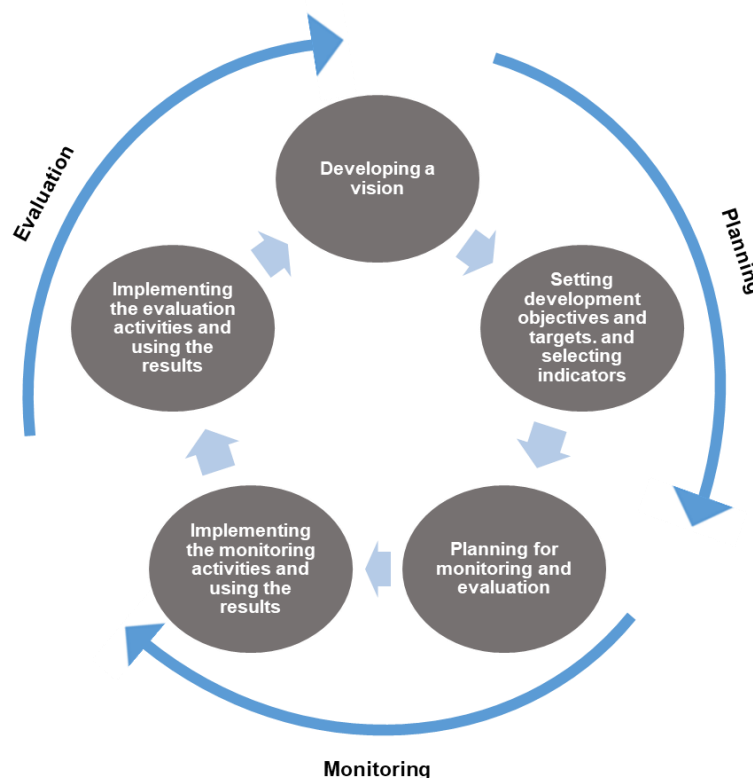 Developing a
vision
Setting
development
objectives and
targets. and
selecting
indicators
Planning for
monitoring and
evaluation
Implementing
the monitoring
activities and
using the
results
Implementing
the evaluation
activities and
using the
results
Evaluation
Planning
Monitoring